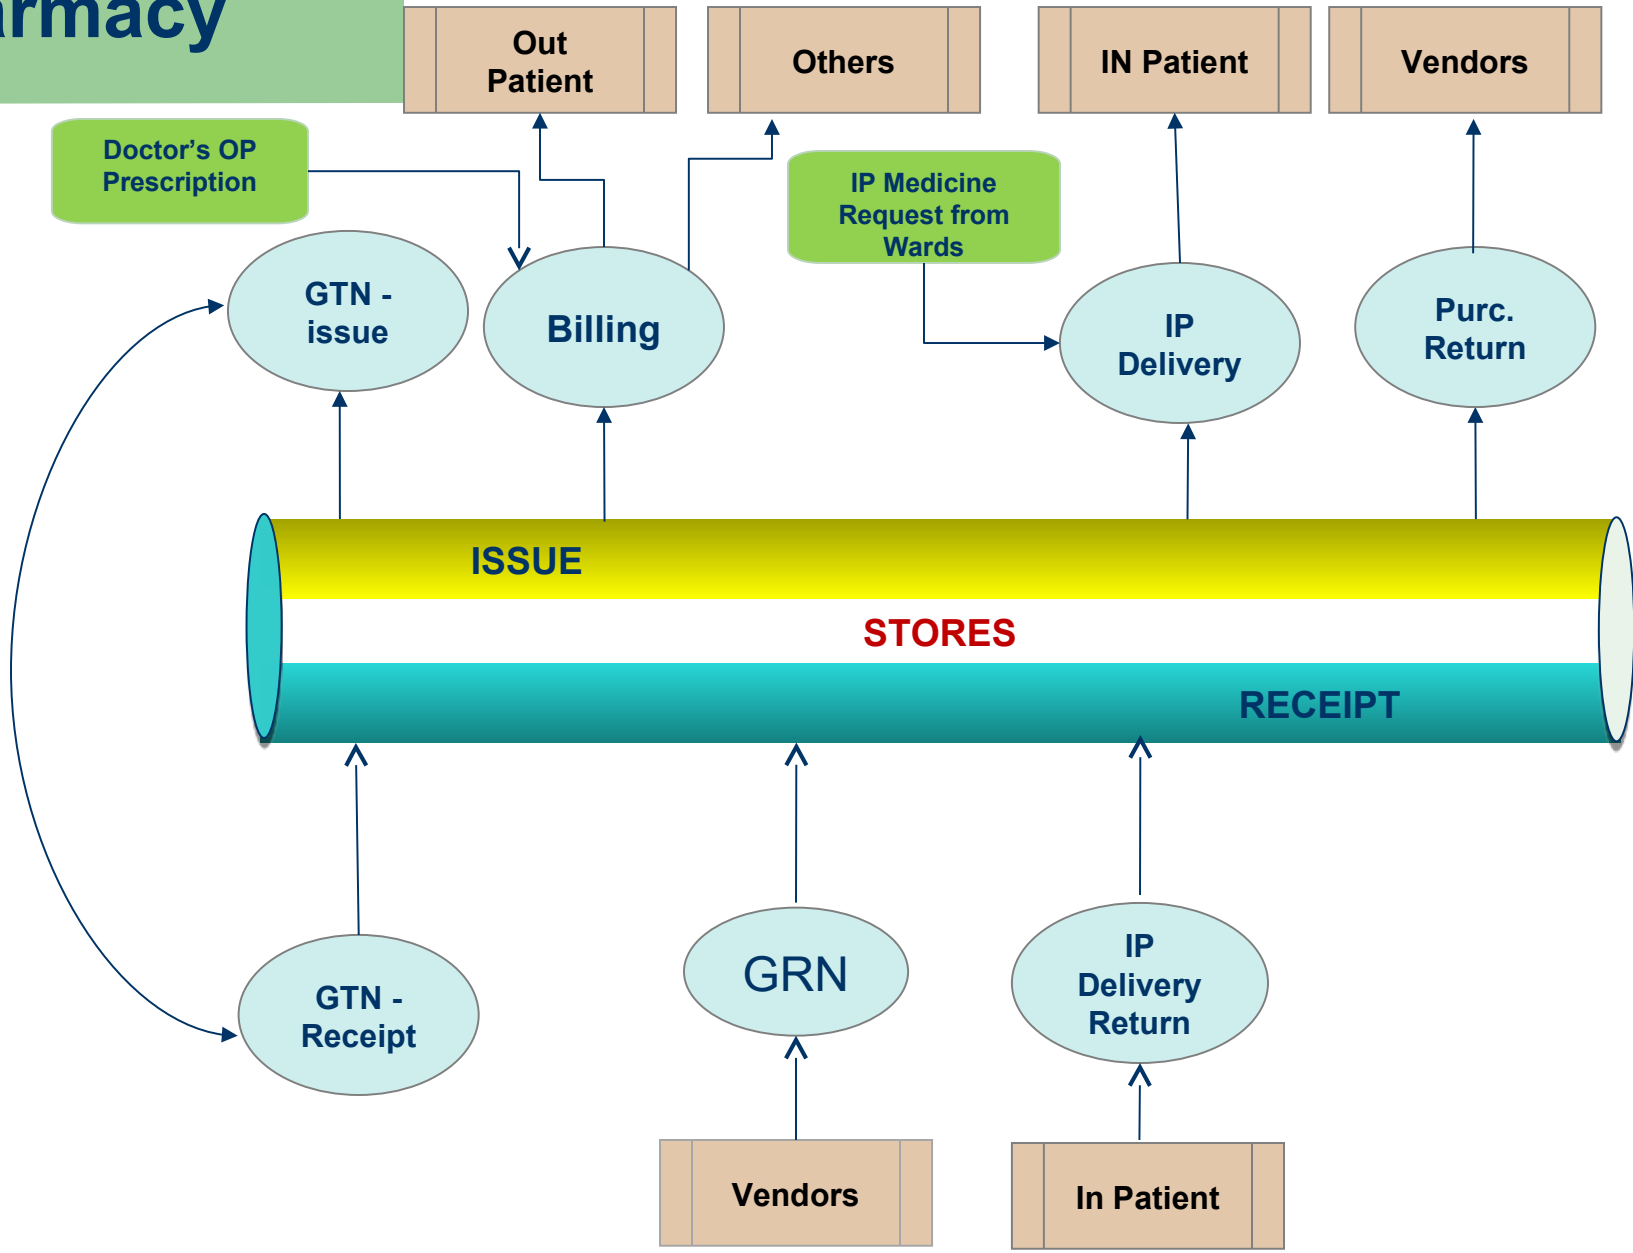 armacy
Out
Patient
Others
IN Patient
Vendors
Doctor's OP
Prescription
IP Medicine
Request from
Wards
GTN -
issue
Billing
IP
Delivery
Purc.
Return
ISSUE
STORES
RECEIPT
GTN -
Receipt
GRN
IP
Delivery
Return
Vendors
In Patient